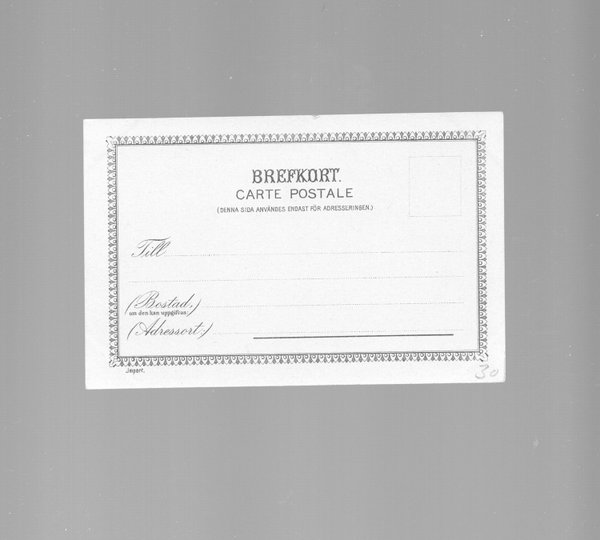 BREFKORT.
CARTE POSTALE
(DENNA SIDA ANVÄNDES ENDAST FÖR ADRESSERINGEN.)
Till
(Bostad.)
om den kan uppgifvas:
(Adressort:)
30